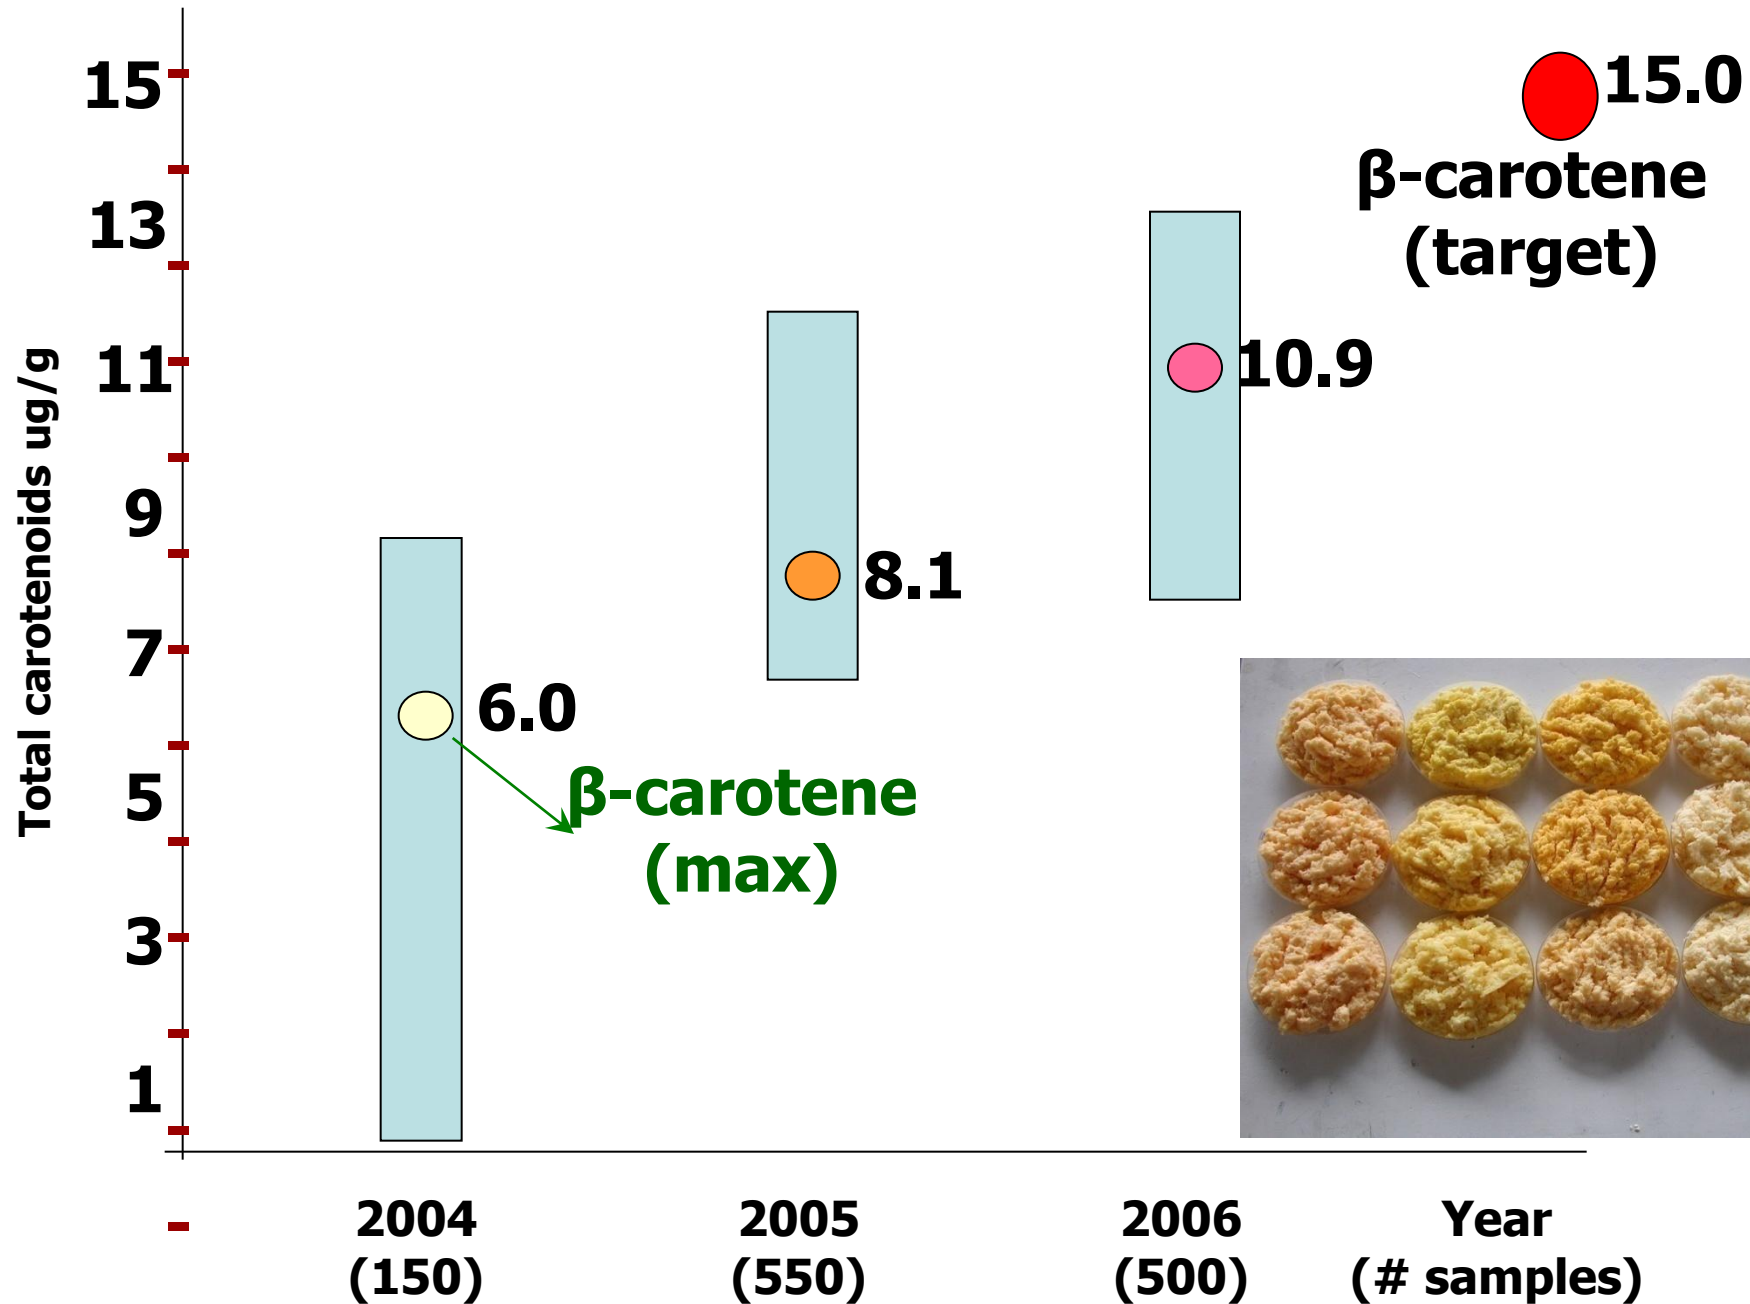 Total carotenoids ug/g
15
13
11
9
7
5
3
1
15.0
β-carotene
(target)
10.9
8.1
6.0
β-carotene
(max)
2004
(150)
2005
(550)
2006
(500)
Year
(# samples)